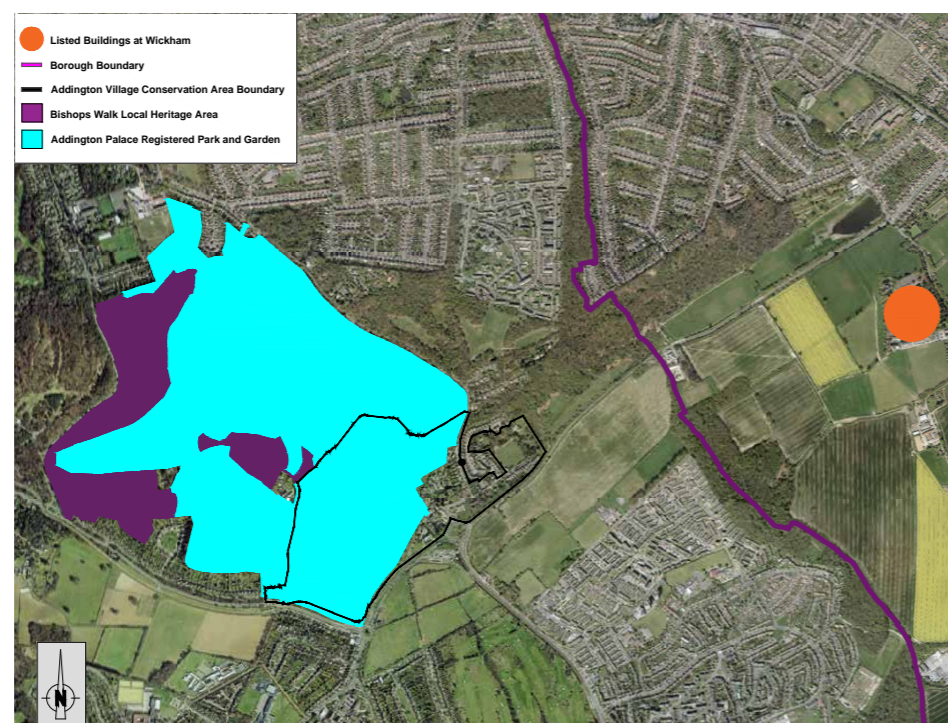 Listed Buildings at Wickham
Borough Boundary
Addington Village Conservation Area Boundary
Bishops Walk Local Heritage Area
Addington Palace Registered Park and Garden
N